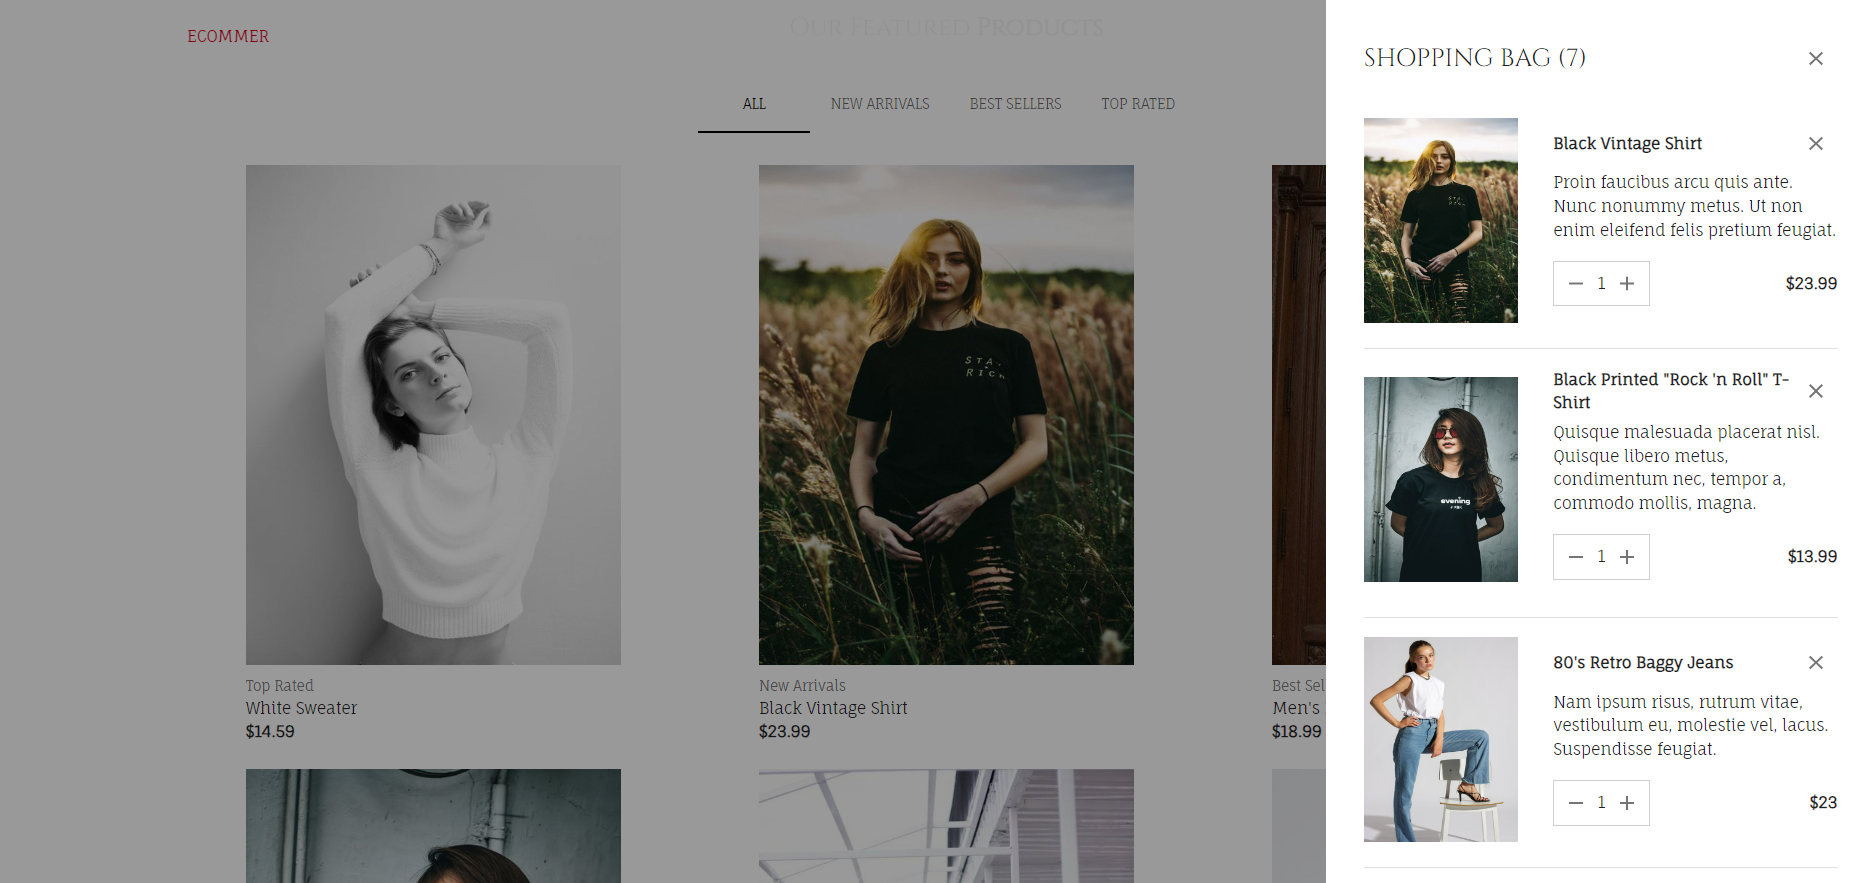 ECOMMER
Our Featured Products
ALL
NEW ARRIVALS
BEST SELLERS
TOP RATED
STAY
RICH
Top Rated
White Sweater
$14.59
New Arrivals
Black Vintage Shirt
$23.99
Best Sel
Men's
$18.99
SHOPPING BAG (7)
Black Vintage Shirt
Proin faucibus arcu quis ante.
Nunc nonummy metus. Ut non
enim eleifend felis pretium feugiat.
1
$23.99
Black Printed "Rock 'n Roll" T-
Shirt
Quisque malesuada placerat nisl.
Quisque libero metus,
condimentum nec, tempor a,
commodo mollis, magna.
evening
1
$13.99
80's Retro Baggy Jeans
Nam ipsum risus, rutrum vitae,
vestibulum eu, molestie vel, lacus.
Suspendisse feugiat.
1
$23